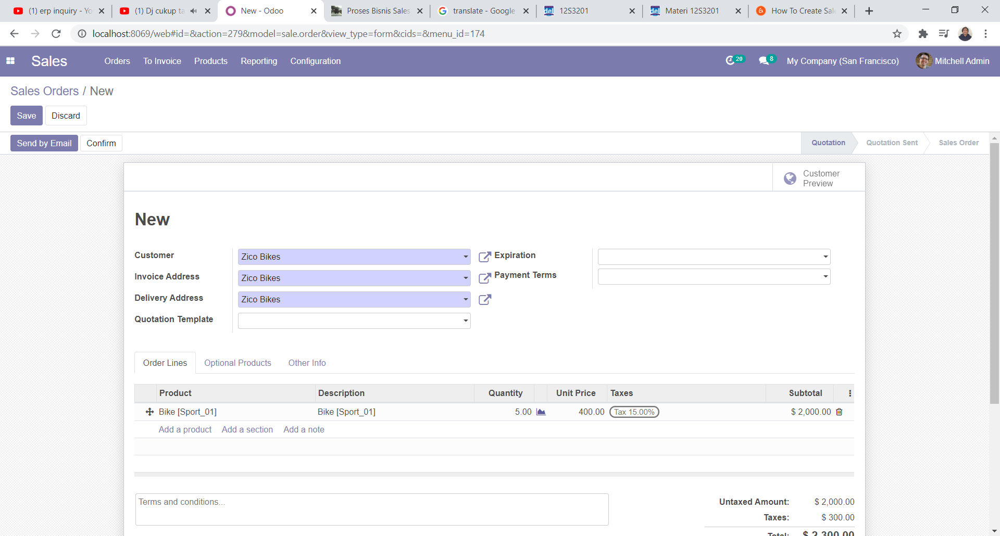 (1) erp inquiry - Yo
(1) Dj cukup ta
New - Odoo
Proses Bisnis Sales
translate - Google
12S3201
Materi 12S3201
How To Create Sal
localhost:8069/web#id=&action=279&model=sale.order&view_type=form&cids=&menu_id=174
Sales
Orders
To Invoice
Products
Reporting
Configuration
20
8
My Company (San Francisco)
Mitchell Admin
Sales Orders / New
Save
Discard
Send by Email
Confirm
Quotation
Quotation Sent
Sales Order
Customer
Preview
New
Customer
Zico Bikes
Expiration
Invoice Address
Zico Bikes
Payment Terms
Delivery Address
Zico Bikes
Quotation Template
Order Lines
Optional Products
Other Info
Product Description Quantity Unit Price Taxes Subtotal
Bike [Sport_01] Bike [Sport_01] 5.00 400.00 Tax 15.00% $ 2,000.00
Add a product Add a section Add a note
Terms and conditions...
Untaxed Amount: $ 2,000.00
Taxes: $ 300.00
Total: $ 2,300.00